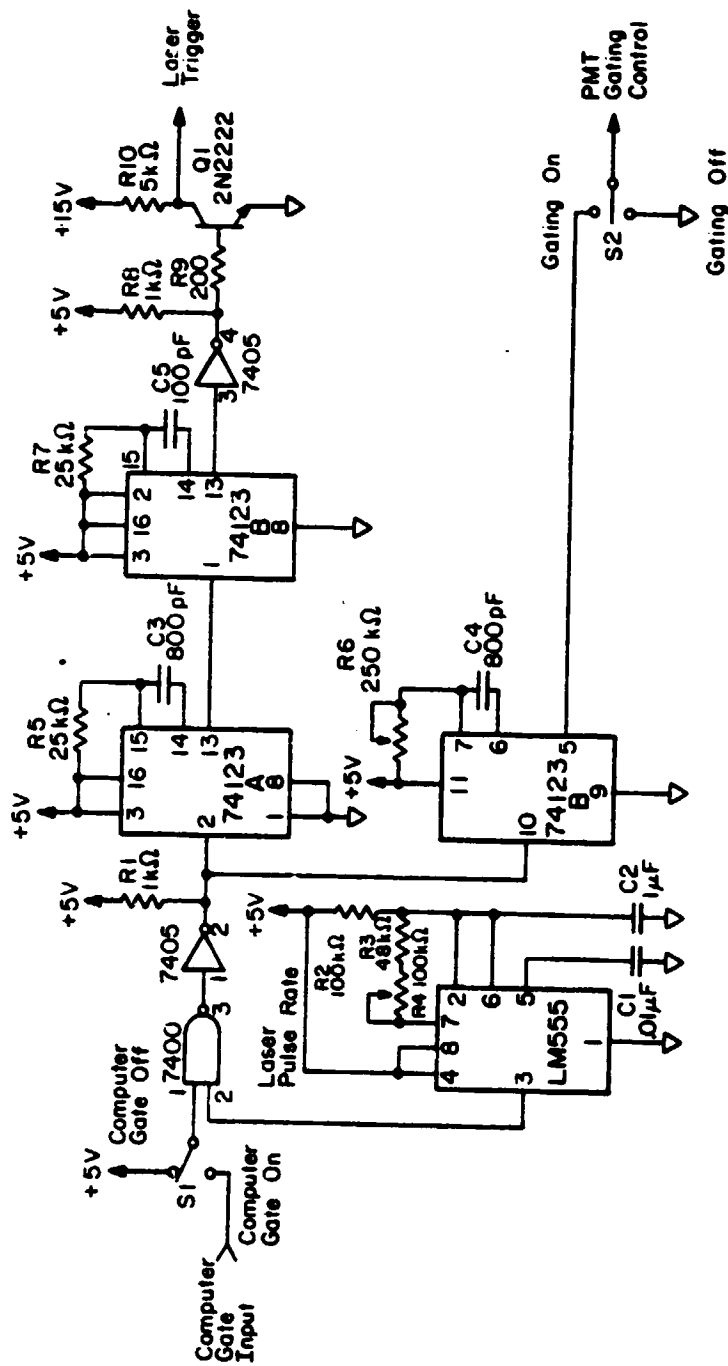 Computer
Gate
Input
+5V
S1
Computer
Gate On
Computer
Gate Off
1
2
7400
3
1
7405
2
+5V
R1
1kΩ
+5V
R5
25kΩ
3
16
15
14
13
2
74123
A
1
8
C3
800pF
+5V
R7
25kΩ
3
16
2
15
14
13
1
74123
B
8
C5
100pF
3
7405
4
+5V
R8
1kΩ
R9
200
+15V
R10
5kΩ
Q1
2N2222
Laser
Trigger
Laser
Pulse Rate
+5V
R2
100kΩ
R3
48kΩ
R4
100kΩ
4
8
7
2
6
5
3
LM555
1
C1
.01μF
C2
1μF
+5V
R6
250kΩ
11
7
6
5
10
74123
B
9
C4
800pF
Gating On
S2
PMT
Gating
Control
Gating Off